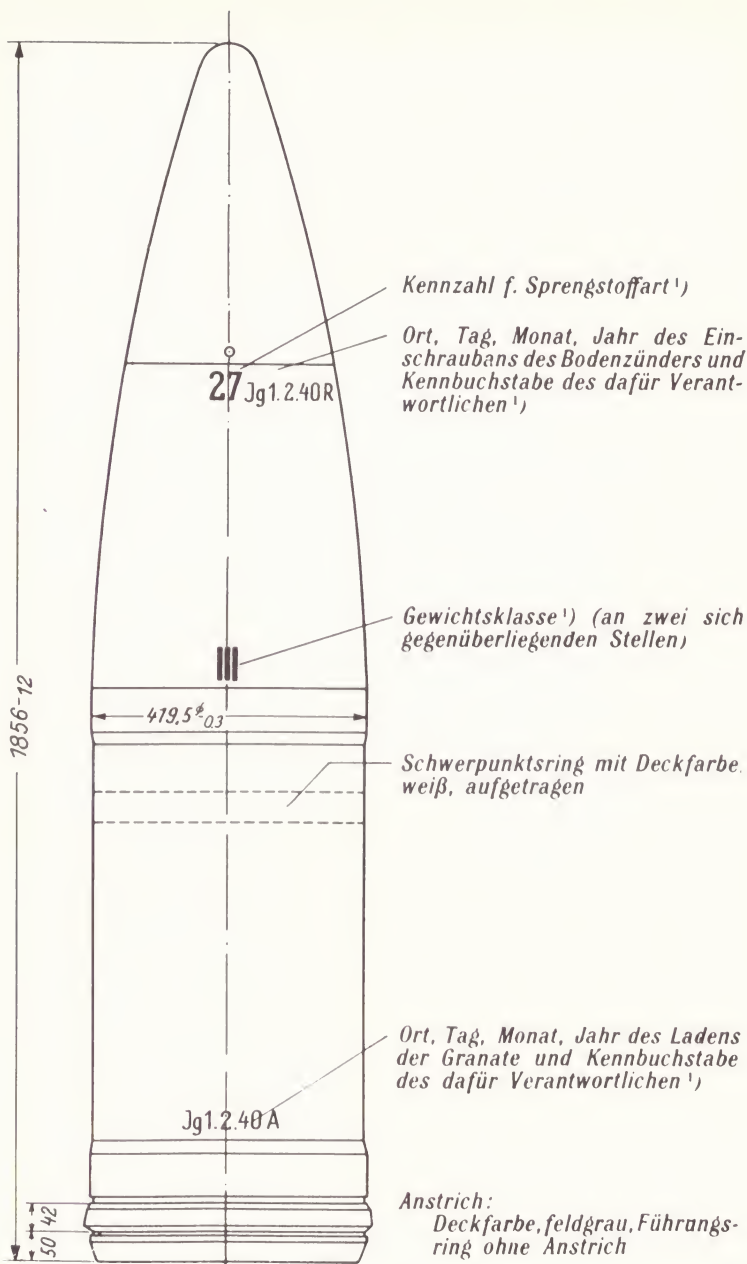 Kennzahl f. Sprengstoffart ¹)
Ort, Tag, Monat, Jahr des Ein-
schraubans des Bodenzünders und
Kennbuchstabe des dafür Verant-
wortlichen ¹)
27 Jg 1.2.40 R
Gewichtsklasse ¹) (an zwei sich
gegenüberliegenden Stellen)
III
419,5 ⌀ -0.3
1856-12
Schwerpunktsring mit Deckfarbe.
weiß, aufgetragen
Ort, Tag, Monat, Jahr des Ladens
der Granate und Kennbuchstabe
des dafür Verantwortlichen ¹)
Jg 1.2.40 A
42
50
Anstrich:
Deckfarbe, feldgrau, Führungs-
ring ohne Anstrich